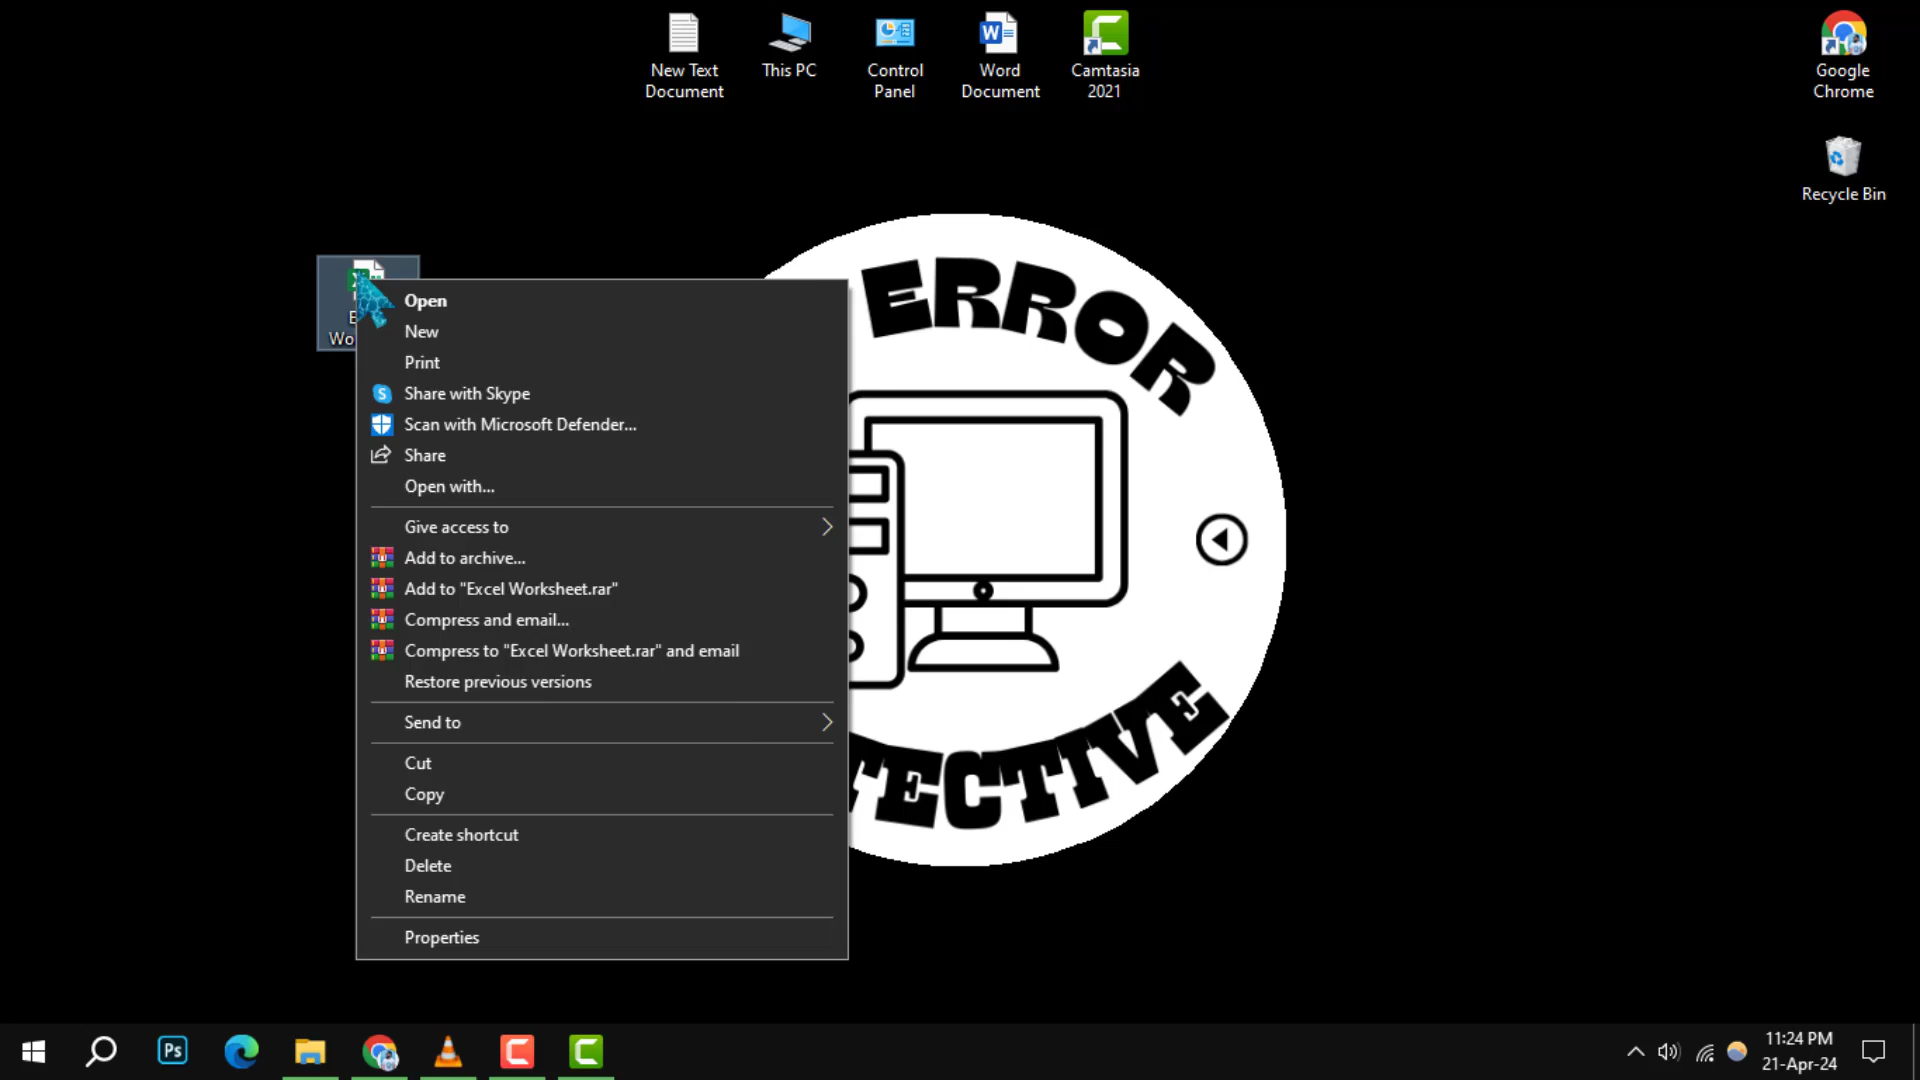 New Text
Document
This PC
Control
Panel
Word
Document
Camtasia
2021
Google
Chrome
Recycle Bin
Open
New
Print
Share with Skype
Scan with Microsoft Defender...
Share
Open with...
Give access to
Add to archive...
Add to "Excel Worksheet.rar"
Compress and email...
Compress to "Excel Worksheet.rar" and email
Restore previous versions
Send to
Cut
Copy
Create shortcut
Delete
Rename
Properties
ERROR
TECTIVE
Ps
11:24 PM
21-Apr-24